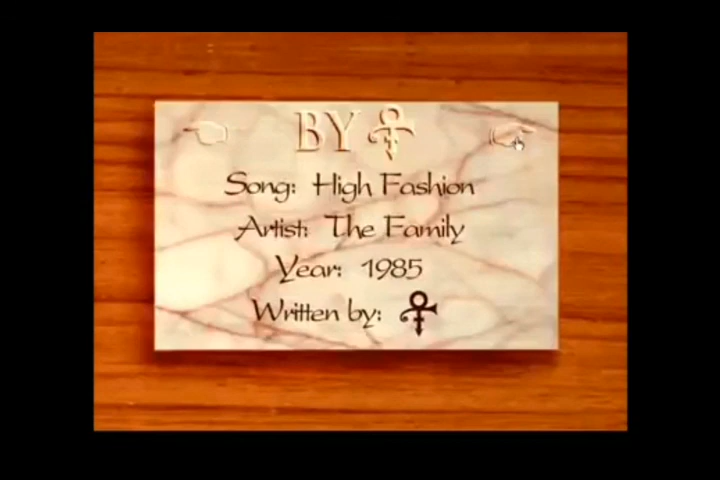 BY
Song: High Fashion
Artist: The Family
Year: 1985
Written by: